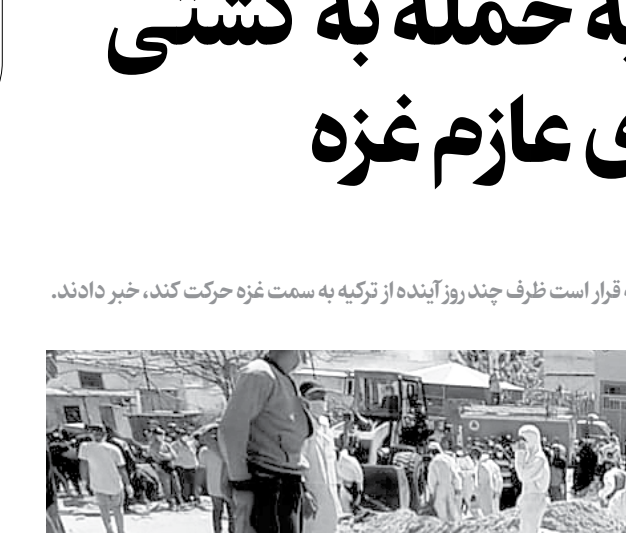 حمله به کشتی
عازم غزه
قرار است ظرف چند روز آینده از ترکیه به سمت غزه حرکت کند، خبر دادند.